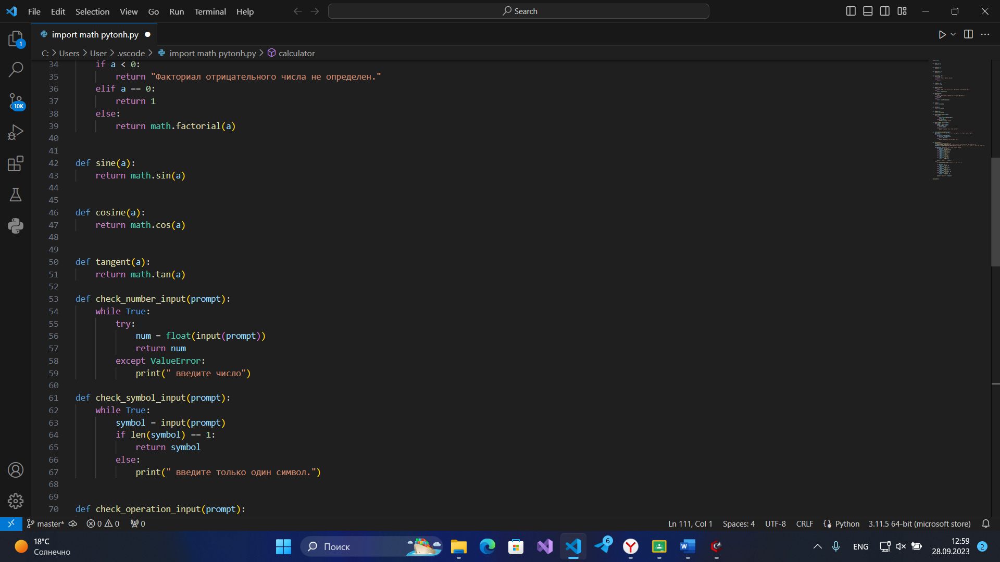 File Edit Selection View Go Run Terminal Help
Search
import math pytonh.py
1
C: Users User .vscode import math pytonh.py calculator
34 if a < 0:
35 return "Факториал отрицательного числа не определен."
36 elif a == 0:
37 return 1
38 else:
39 return math.factorial(a)
40
41
42 def sine(a):
43 return math.sin(a)
44
45
46 def cosine(a):
47 return math.cos(a)
48
49
50 def tangent(a):
51 return math.tan(a)
52
53 def check_number_input(prompt):
54 while True:
55 try:
56 num = float(input(prompt))
57 return num
58 except ValueError:
59 print(" введите число")
60
61 def check_symbol_input(prompt):
62 while True:
63 symbol = input(prompt)
64 if len(symbol) == 1:
65 return symbol
66 else:
67 print(" введите только один символ.")
68
69
70 def check_operation_input(prompt):
10K
master* 0 0 0
Ln 111, Col 1 Spaces: 4 UTF-8 CRLF Python 3.11.5 64-bit (microsoft store)
18°C
Солнечно
Поиск
6
ENG
12:59
28.09.2023
2